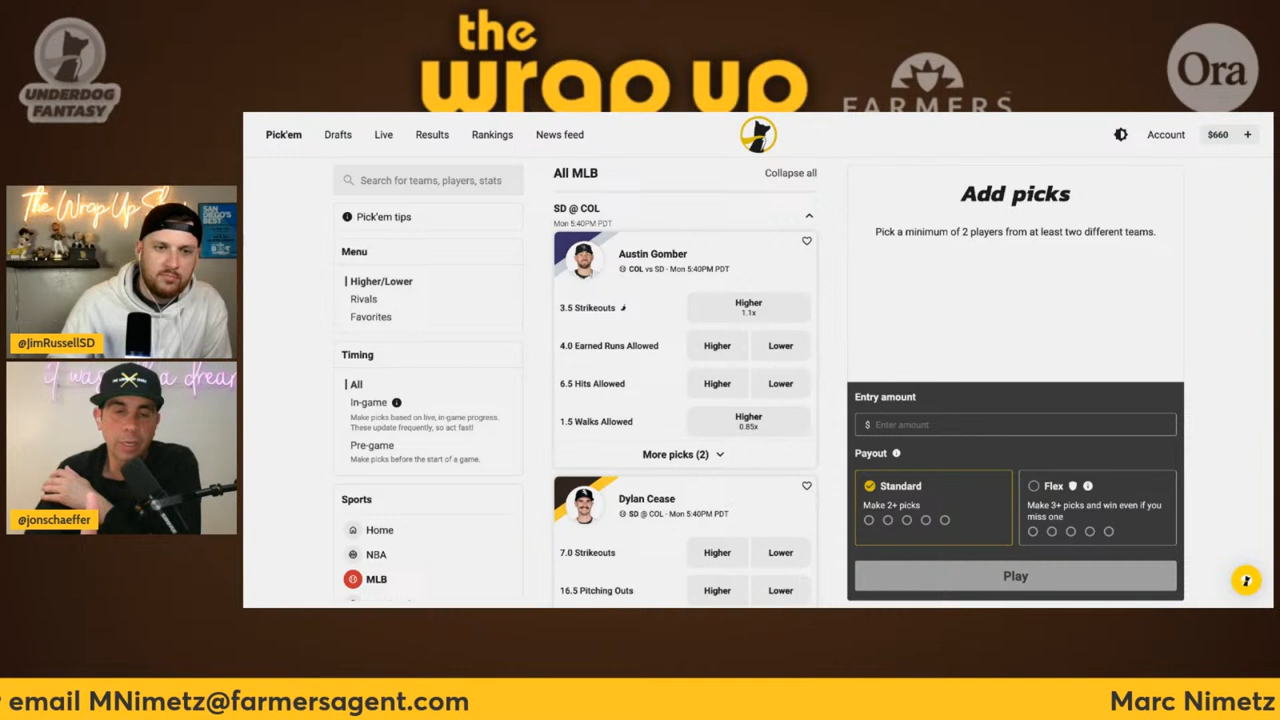 UNDERDOG
FANTASY
the
wrap up
FARMERS
Ora
The Wrap Up Sh
SAN
DIEGO'S
BEST
@JimRussellSD
if was a drea
@jonschaeffer
Pick'em
Drafts
Live
Results
Rankings
News feed
Account
$660 +
Search for teams, players, stats
Pick'em tips
Menu
Higher/Lower
Rivals
Favorites
Timing
All
In-game
Make picks based on live, in-game progress.
These update frequently, so act fast!
Pre-game
Make picks before the start of a game.
Sports
Home
NBA
MLB
All MLB
Collapse all
SD @ COL
Mon 5:40PM PDT
Austin Gomber
COL vs SD - Mon 5:40PM PDT
3.5 Strikeouts
Higher
1.1x
4.0 Earned Runs Allowed
Higher
Lower
6.5 Hits Allowed
Higher
Lower
1.5 Walks Allowed
Higher
0.85x
More picks (2)
Dylan Cease
SD @ COL - Mon 5:40PM PDT
7.0 Strikeouts
Higher
Lower
16.5 Pitching Outs
Higher
Lower
Add picks
Pick a minimum of 2 players from at least two different teams.
Entry amount
$ Enter amount
Payout
Standard
Make 2+ picks
Flex
Make 3+ picks and win even if you
miss one
Play
email MNimetz@farmersagent.com
Marc Nimetz